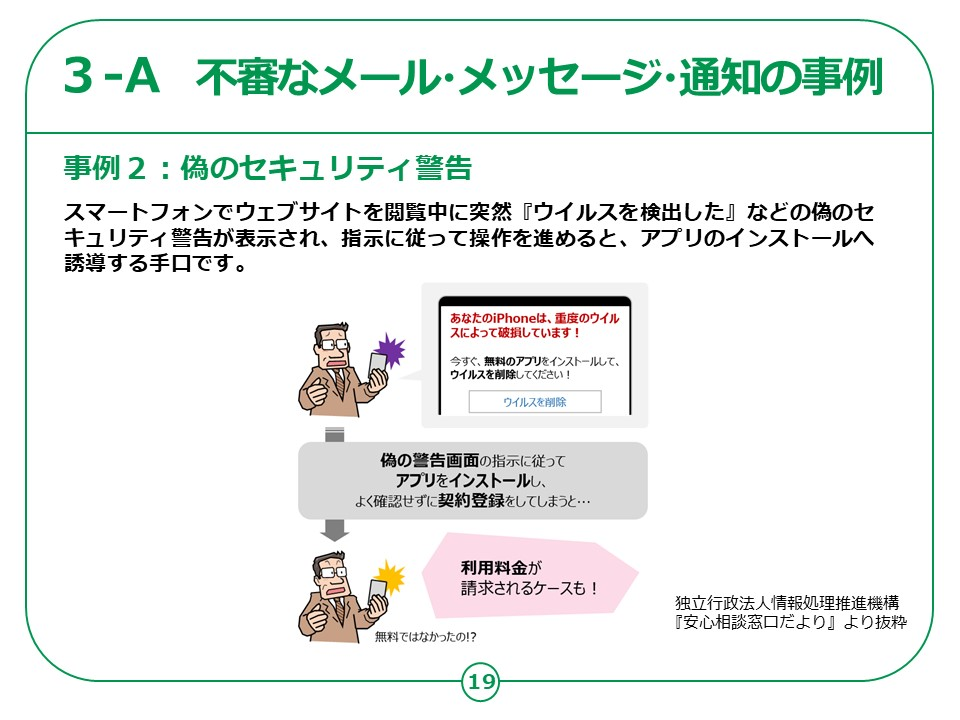 3-A 不審なメール･メッセージ･通知の事例
事例２：偽のセキュリティ警告
スマートフォンでウェブサイトを閲覧中に突然『ウイルスを検出した』などの偽のセ
キュリティ警告が表示され、指示に従って操作を進めると、アプリのインストールへ
誘導する手口です。
あなたのiPhoneは、重度のウイル
スによって破損しています！
今すぐ、無料のアプリをインストールして、
ウイルスを削除してください！
ウイルスを削除
偽の警告画面の指示に従って
アプリをインストールし、
よく確認せずに契約登録をしてしまうと…
利用料金が
請求されるケースも！
無料ではなかったの!?
独立行政法人情報処理推進機構
『安心相談窓口だより』より抜粋
19